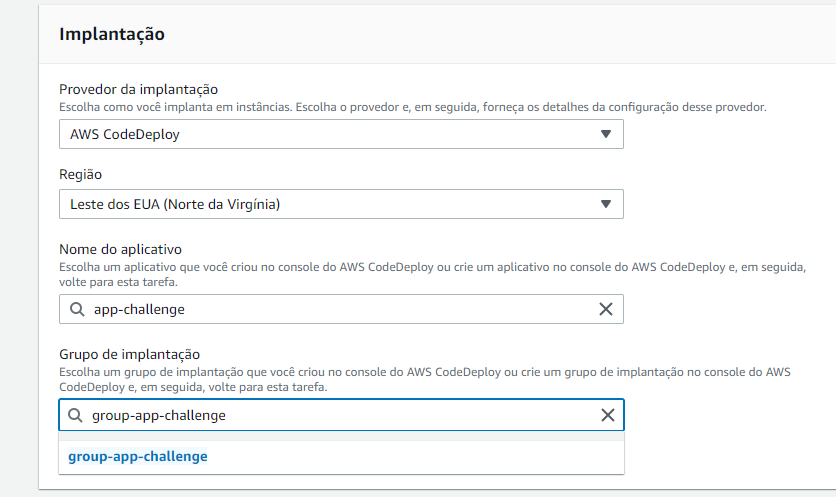 Implantação
Provedor da implantação
Escolha como você implanta em instâncias. Escolha o provedor e, em seguida, forneça os detalhes da configuração desse provedor.
AWS CodeDeploy
Região
Leste dos EUA (Norte da Virgínia)
Nome do aplicativo
Escolha um aplicativo que você criou no console do AWS CodeDeploy ou crie um aplicativo no console do AWS CodeDeploy e, em seguida,
volte para esta tarefa.
app-challenge
Grupo de implantação
Escolha um grupo de implantação que você criou no console do AWS CodeDeploy ou crie um grupo de implantação no console do AWS
CodeDeploy e, em seguida, volte para esta tarefa.
group-app-challenge
group-app-challenge